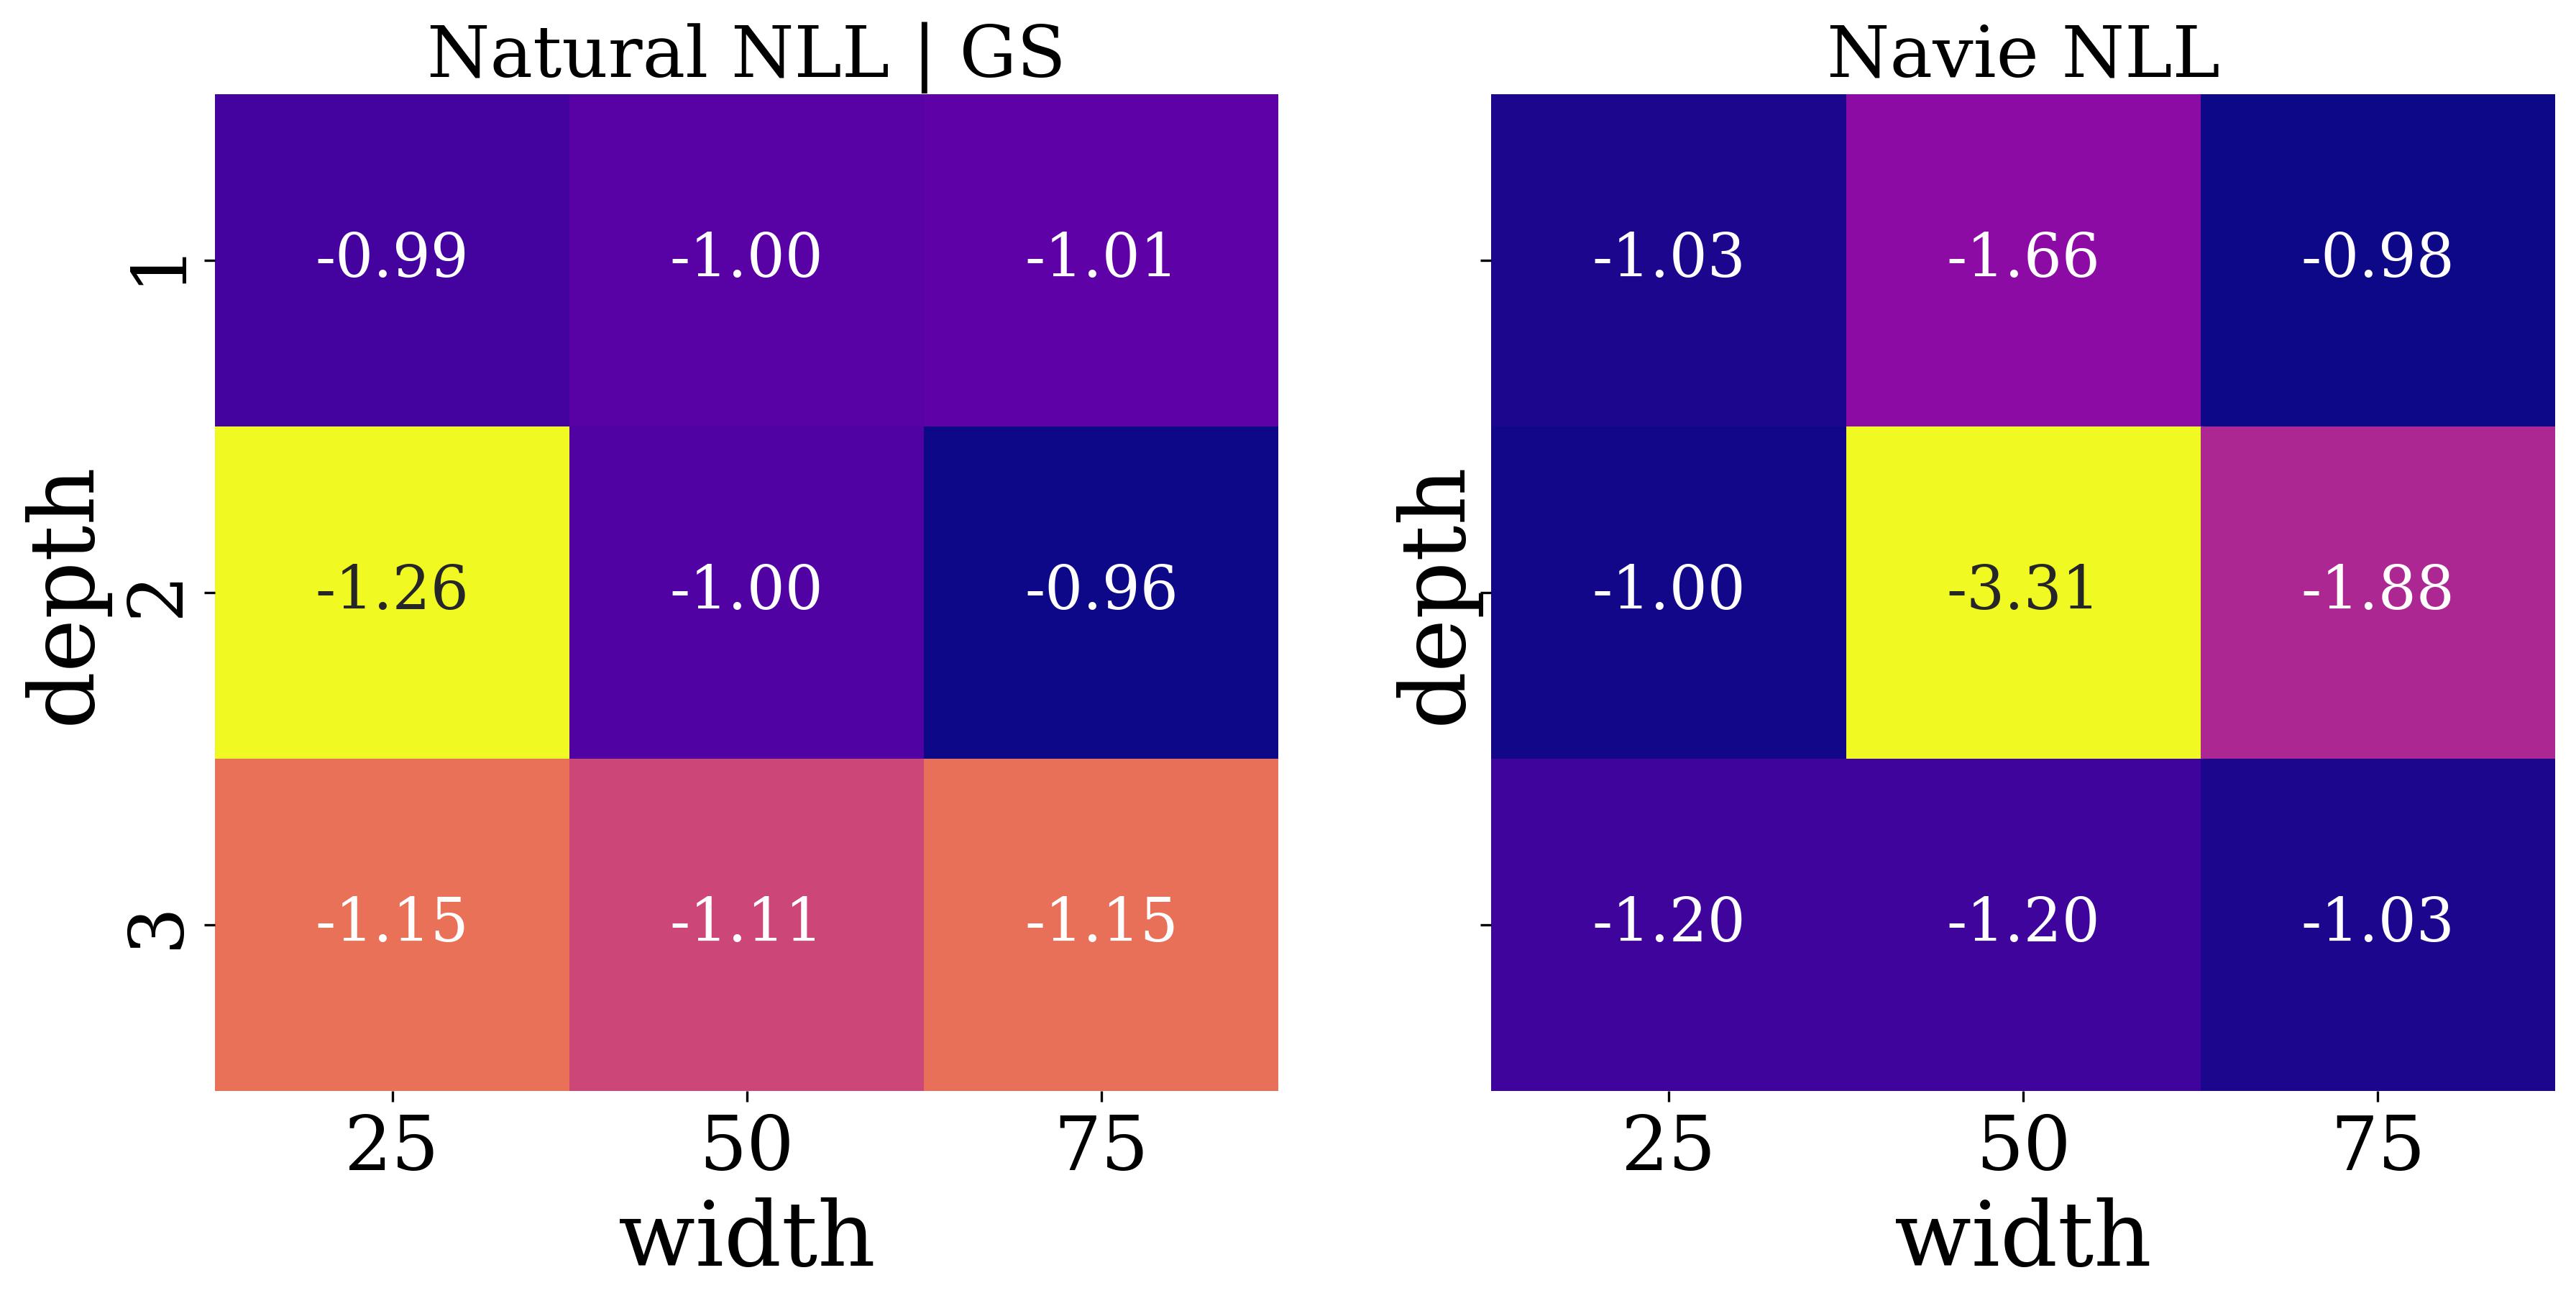 Natural NLL | GS
Navie NLL
depth
1
-0.99 -1.00 -1.01
2
-1.26 -1.00 -0.96
3
-1.15 -1.11 -1.15
25 50 75
width
depth
-1.03 -1.66 -0.98
-1.00 -3.31 -1.88
-1.20 -1.20 -1.03
25 50 75
width